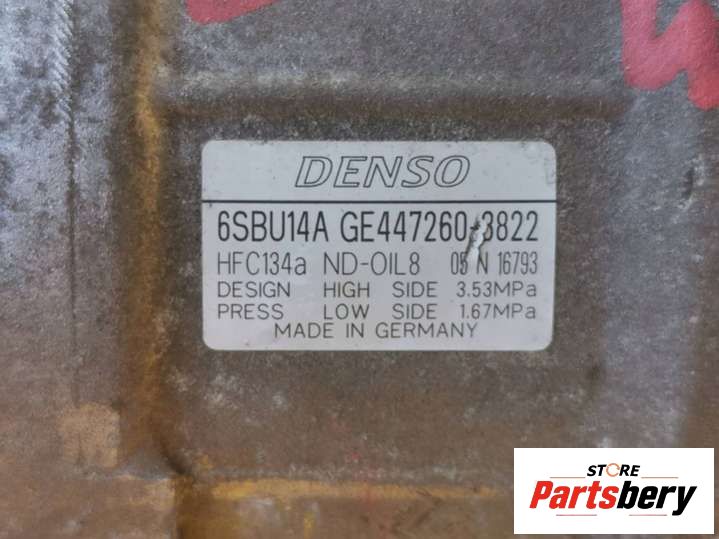 DENSO
6SBU14A GE447260-3822
HFC134a ND-OIL8 05 N 16793
DESIGN HIGH SIDE 3.53MPa
PRESS LOW SIDE 1.67MPa
MADE IN GERMANY
STORE
Partsbery